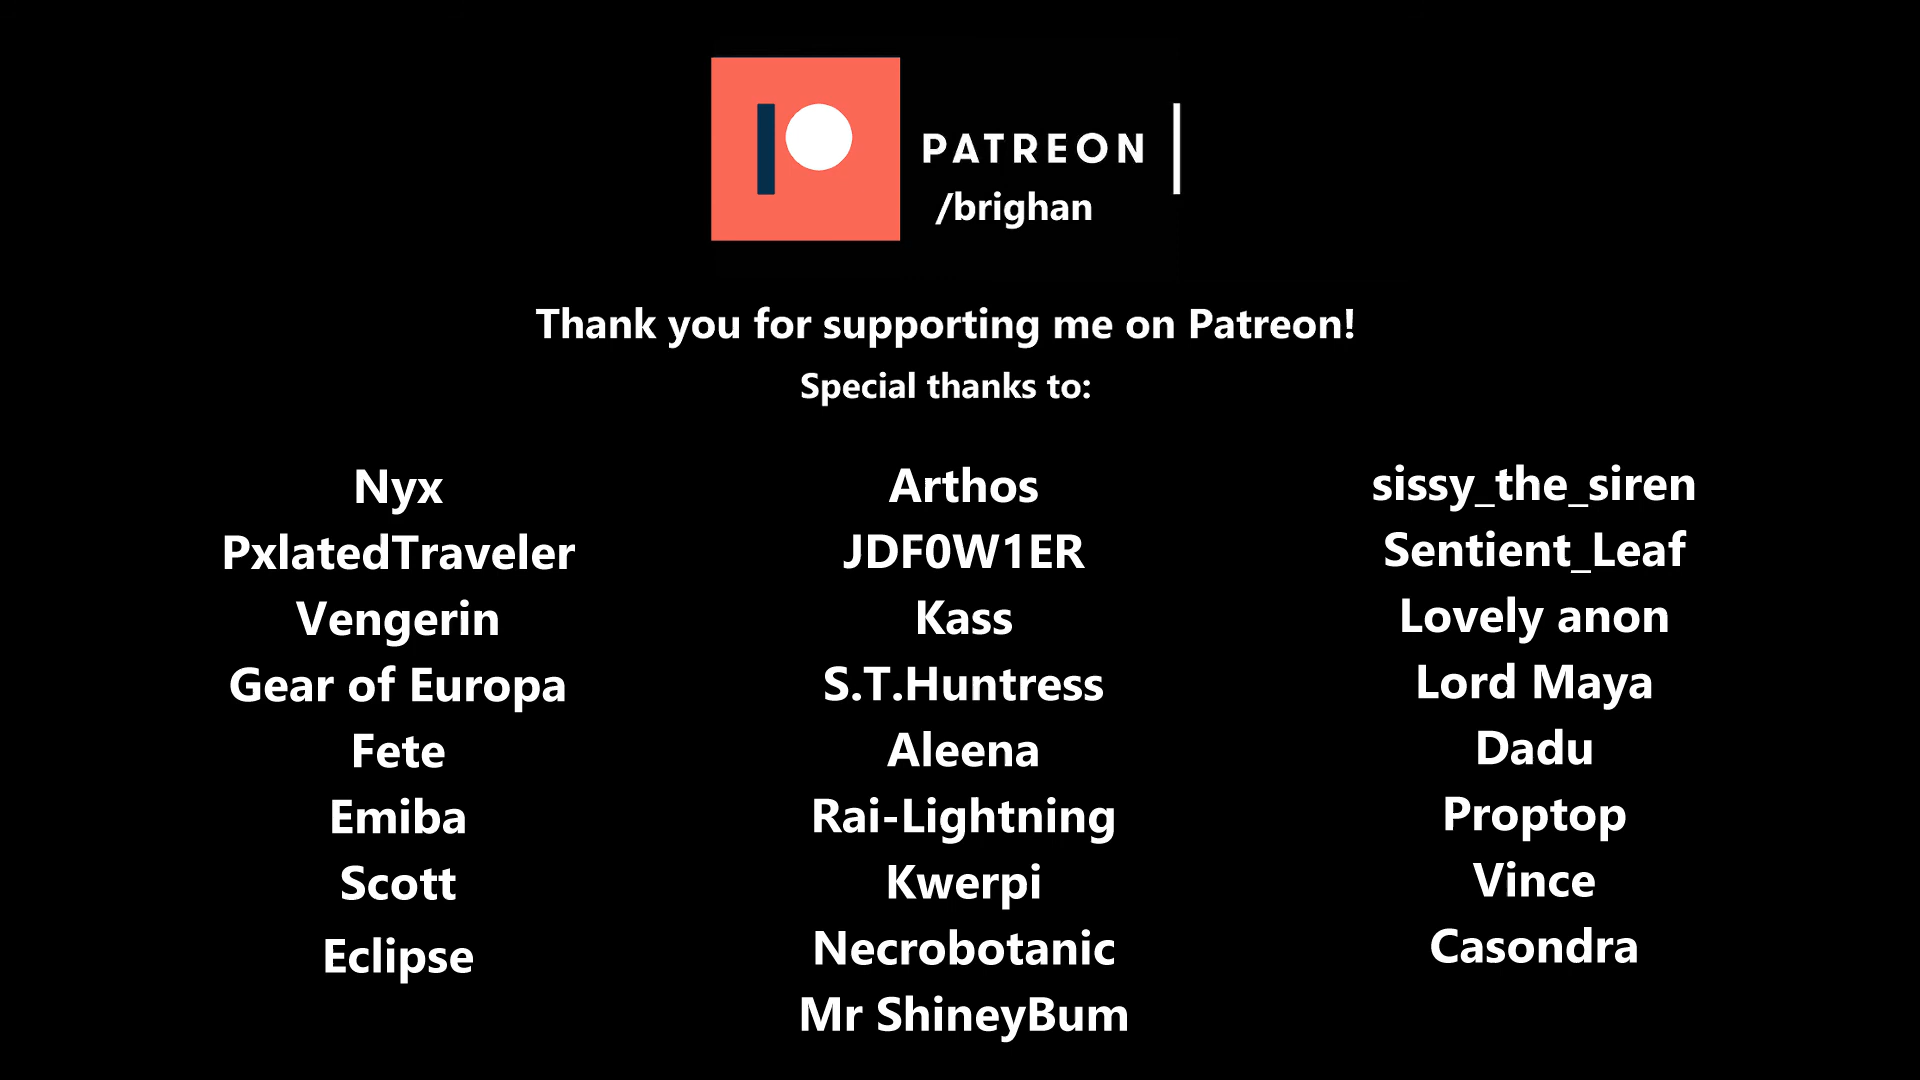 PATREON
/brighan
Thank you for supporting me on Patreon!
Special thanks to:
Nyx
PxlatedTraveler
Vengerin
Gear of Europa
Fete
Emiba
Scott
Eclipse
Arthos
JDF0W1ER
Kass
S.T.Huntress
Aleena
Rai-Lightning
Kwerpi
Necrobotanic
Mr ShineyBum
sissy_the_siren
Sentient_Leaf
Lovely anon
Lord Maya
Dadu
Proptop
Vince
Casondra